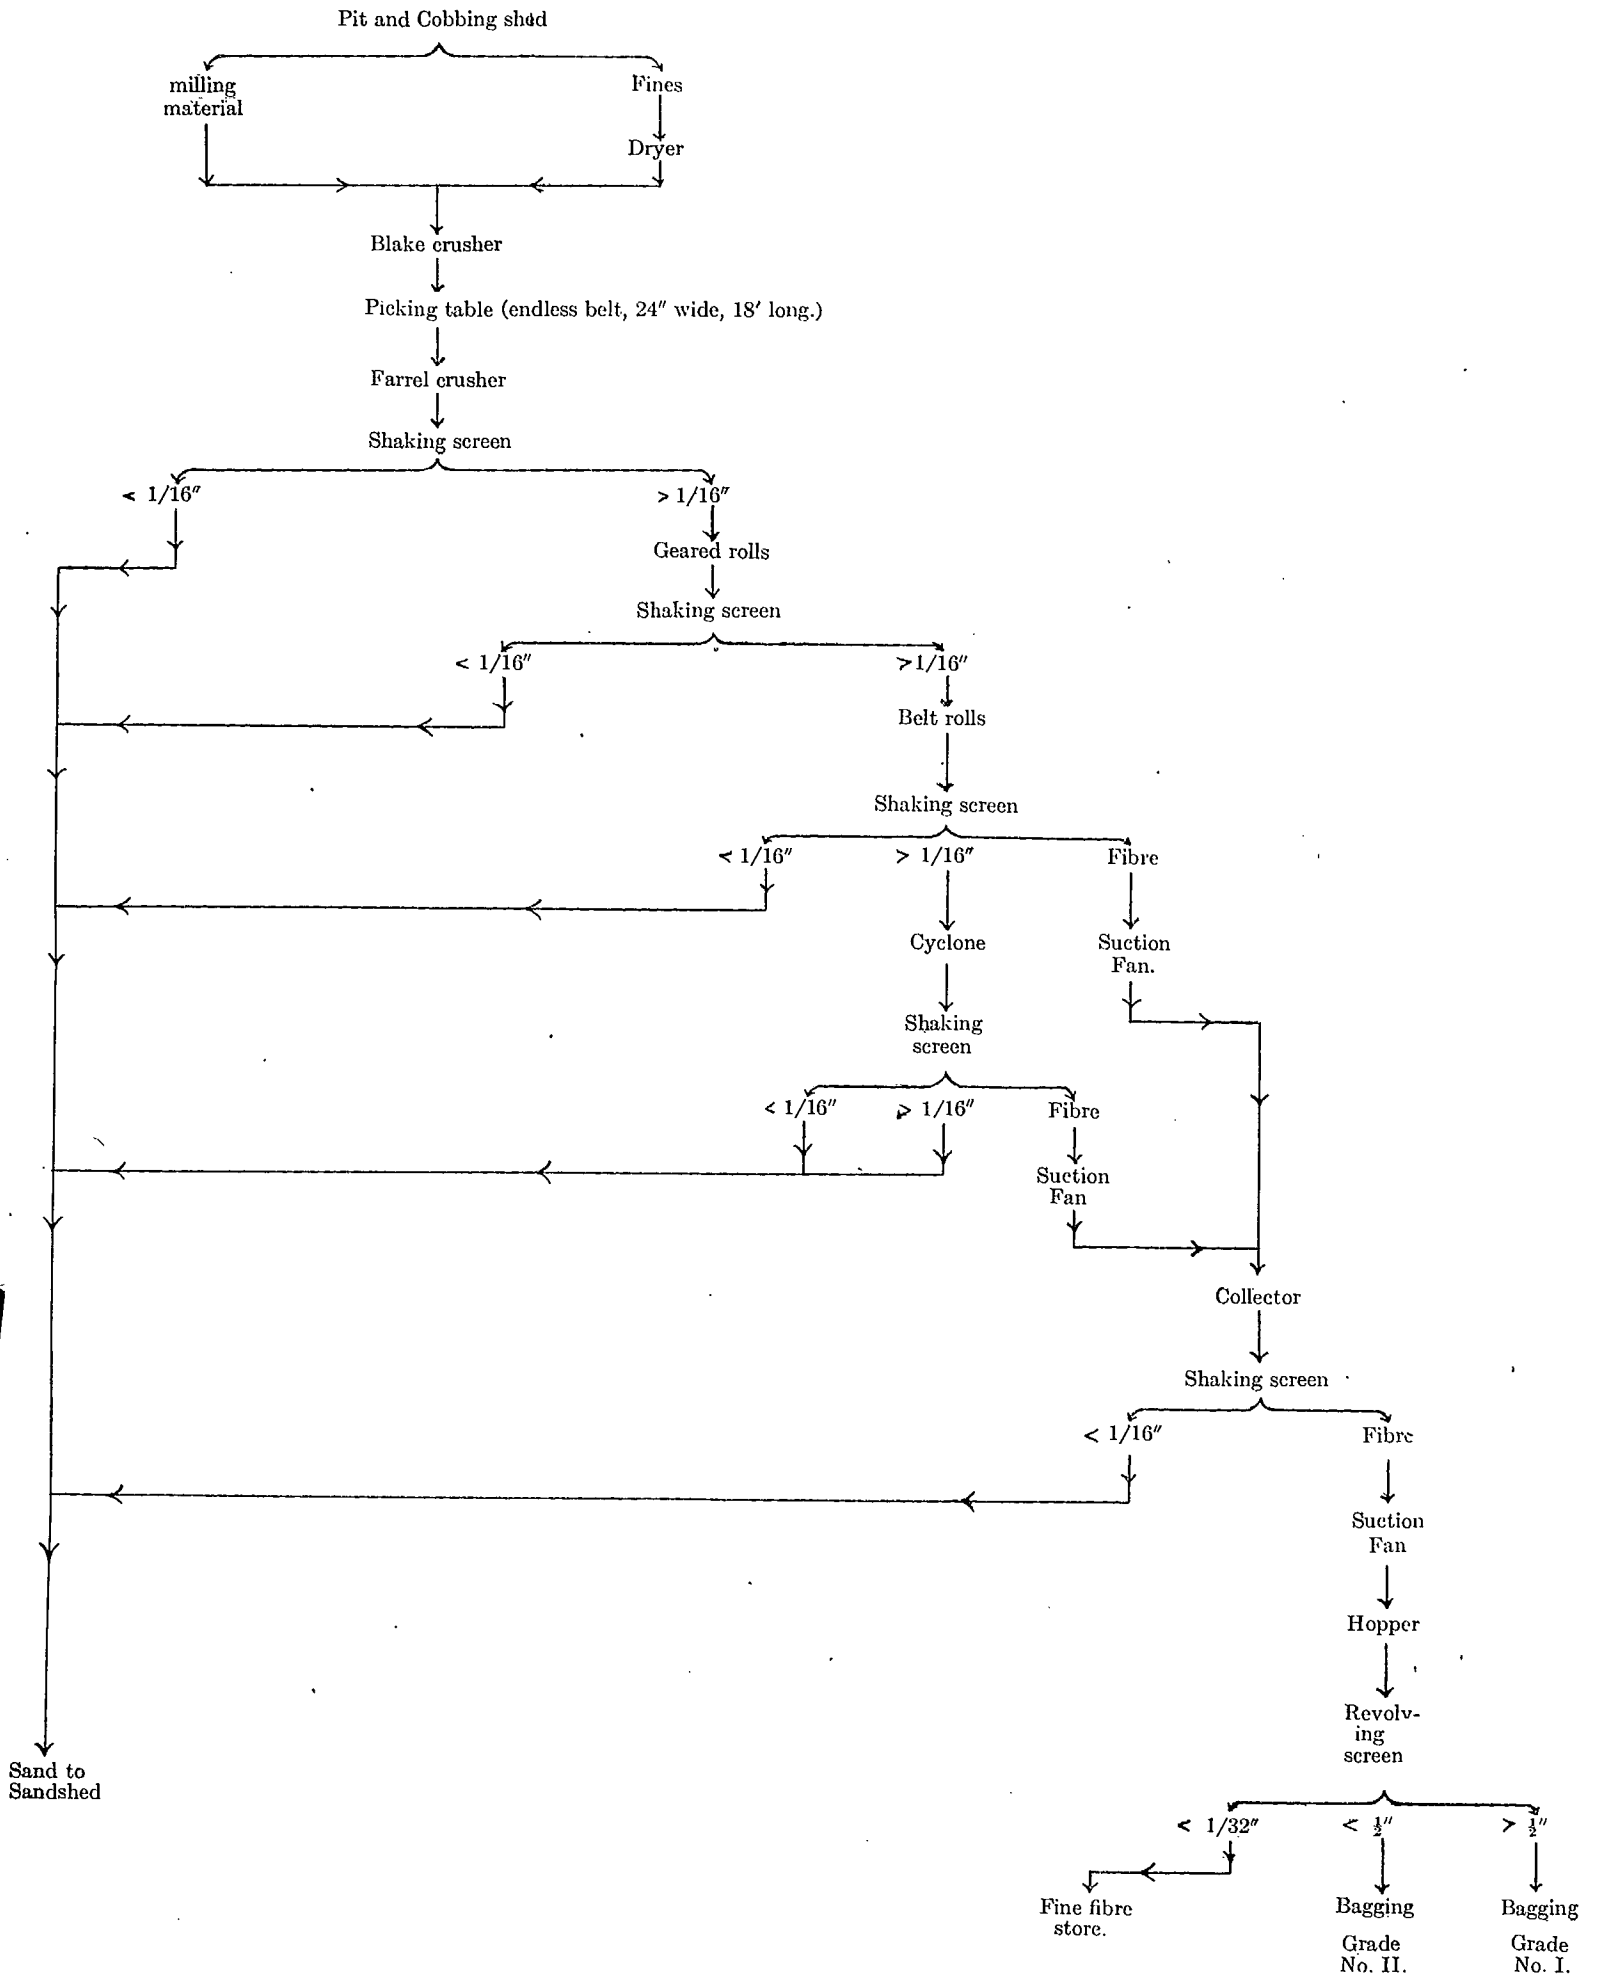 Pit and Cobbing shed
milling
material
Fines
Dryer
Blake crusher
Picking table (endless belt, 24" wide, 18' long.)
Farrel crusher
Shaking screen
< 1/16"
> 1/16"
Geared rolls
Shaking screen
< 1/16"
> 1/16"
Belt rolls
Shaking screen
< 1/16"
> 1/16"
Fibre
Cyclone
Suction
Fan.
Shaking
screen
< 1/16"
> 1/16"
Fibre
Suction
Fan
Collector
Shaking screen
< 1/16"
Fibre
Suction
Fan
Hopper
Revolv-
ing
screen
Sand to
Sandshed
< 1/32"
< ½"
> ½"
Fine fibre
store.
Bagging
Grade
No. II.
Bagging
Grade
No. I.